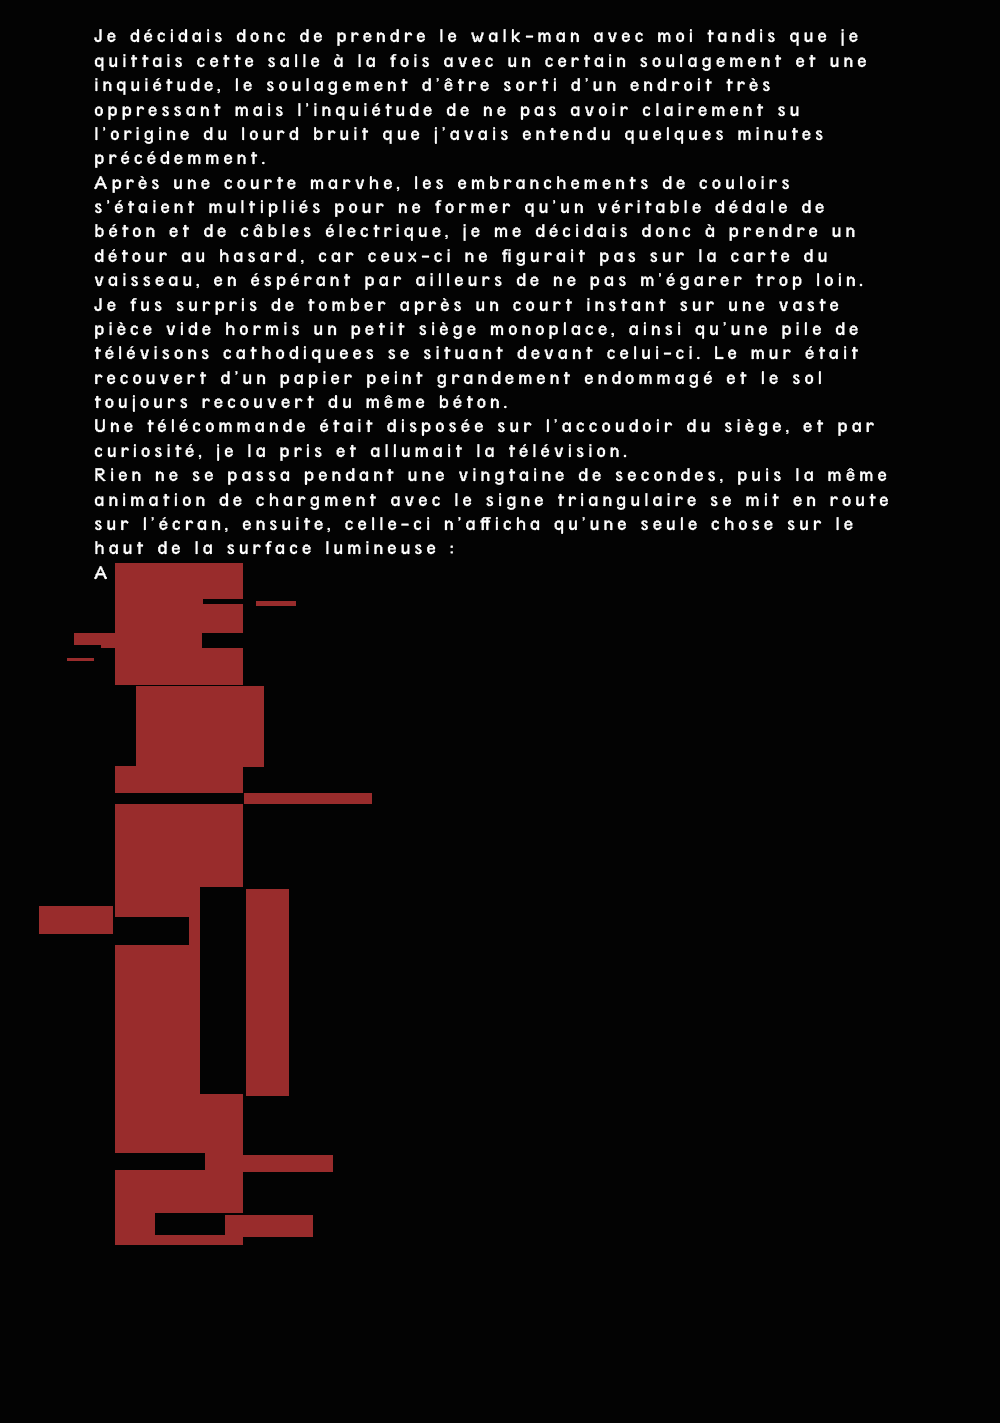 Je décidais donc de prendre le walk-man avec moi tandis que je
quittais cette salle à la fois avec un certain soulagement et une
inquiétude, le soulagement d'être sorti d'un endroit très
oppressant mais l'inquiétude de ne pas avoir clairement su
l'origine du lourd bruit que j'avais entendu quelques minutes
précédemment.
Après une courte marvhe, les embranchements de couloirs
s'étaient multipliés pour ne former qu'un véritable dédale de
béton et de câbles électrique, je me décidais donc à prendre un
détour au hasard, car ceux-ci ne figurait pas sur la carte du
vaisseau, en éspérant par ailleurs de ne pas m'égarer trop loin.
Je fus surpris de tomber après un court instant sur une vaste
pièce vide hormis un petit siège monoplace, ainsi qu'une pile de
télévisons cathodiquees se situant devant celui-ci. Le mur était
recouvert d'un papier peint grandement endommagé et le sol
toujours recouvert du même béton.
Une télécommande était disposée sur l'accoudoir du siège, et par
curiosité, je la pris et allumait la télévision.
Rien ne se passa pendant une vingtaine de secondes, puis la même
animation de chargment avec le signe triangulaire se mit en route
sur l'écran, ensuite, celle-ci n'afficha qu'une seule chose sur le
haut de la surface lumineuse :
A